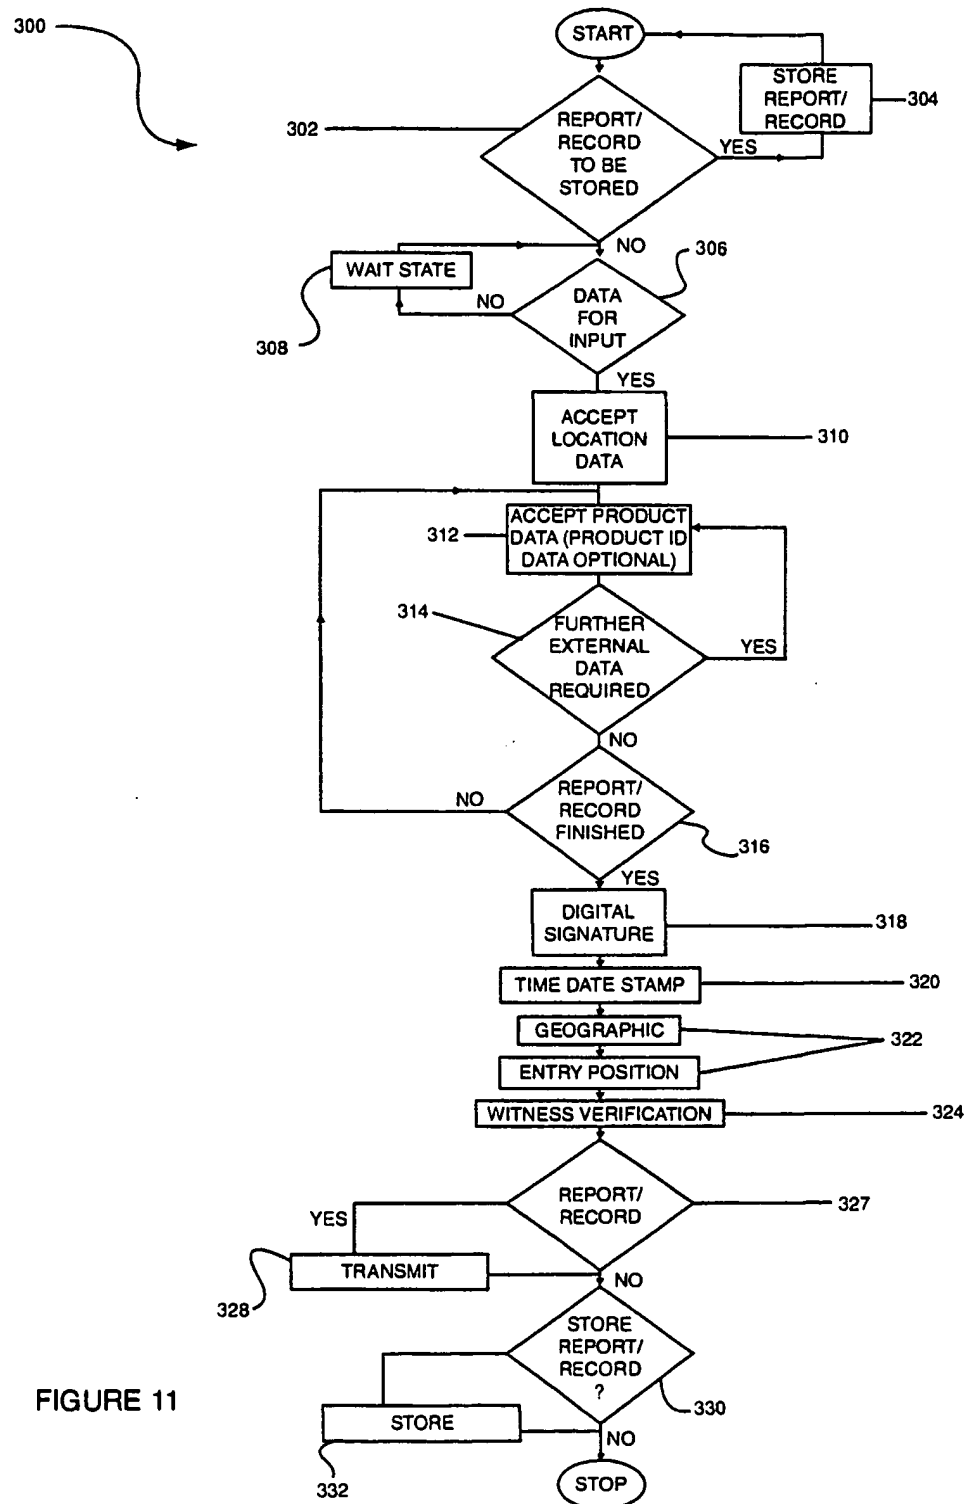 300
START
STORE
REPORT/
RECORD
304
302
REPORT/
RECORD
TO BE
STORED
YES
NO
WAIT STATE
306
308
NO
DATA
FOR
INPUT
YES
ACCEPT
LOCATION
DATA
310
312
ACCEPT PRODUCT
DATA (PRODUCT ID
DATA OPTIONAL)
314
FURTHER
EXTERNAL
DATA
REQUIRED
YES
NO
NO
REPORT/
RECORD
FINISHED
316
YES
DIGITAL
SIGNATURE
318
TIME DATE STAMP
320
GEOGRAPHIC
322
ENTRY POSITION
WITNESS VERIFICATION
324
REPORT/
RECORD
327
YES
TRANSMIT
328
NO
STORE
REPORT/
RECORD
?
330
FIGURE 11
STORE
332
NO
STOP